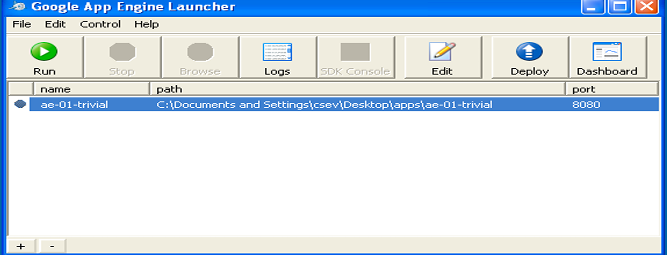 Google App Engine Launcher
File Edit Control Help
Run Stop Browse Logs SDK Console Edit Deploy Dashboard
name path port
ae-01-trivial C:\Documents and Settings\csev\Desktop\apps\ae-01-trivial 8080
+ -